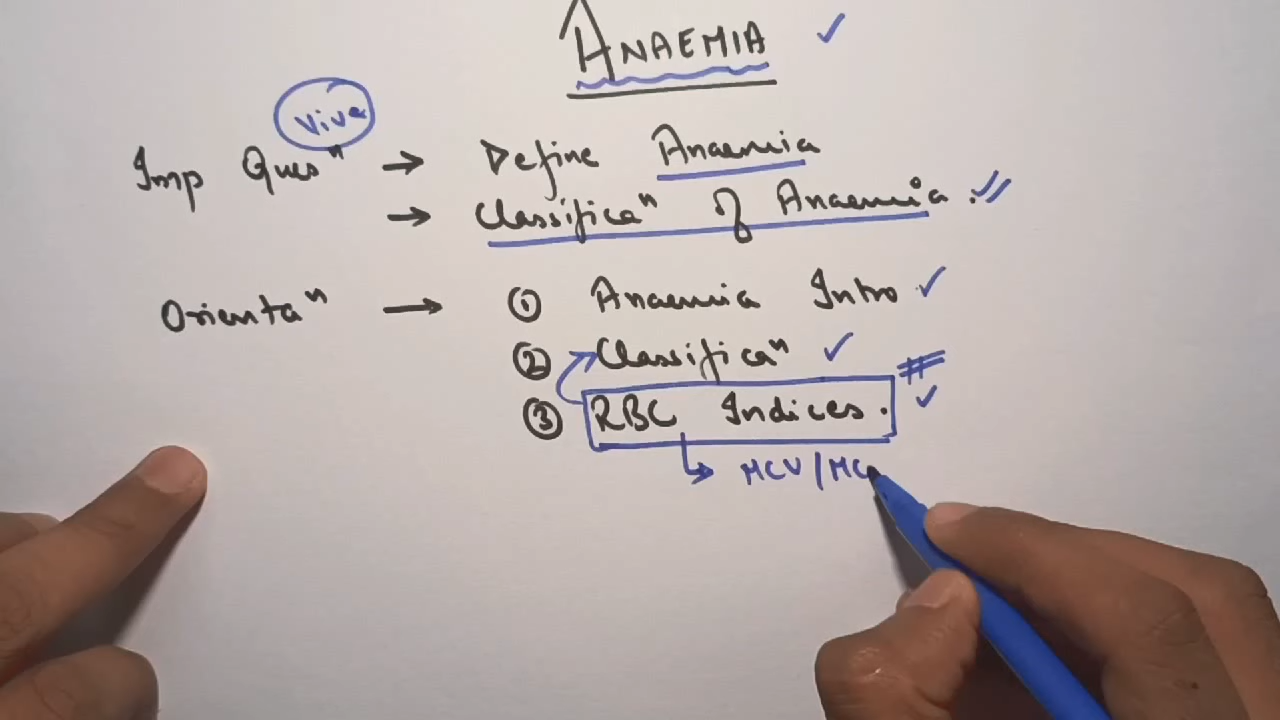 ANAEMIA
Viva
Imp Quesⁿ → Define Anaemia
→ Classificaⁿ of Anaemia.
Orientaⁿ → ① Anaemia Intro.
② Classificaⁿ
③ RBC Indices.
MCV/MC